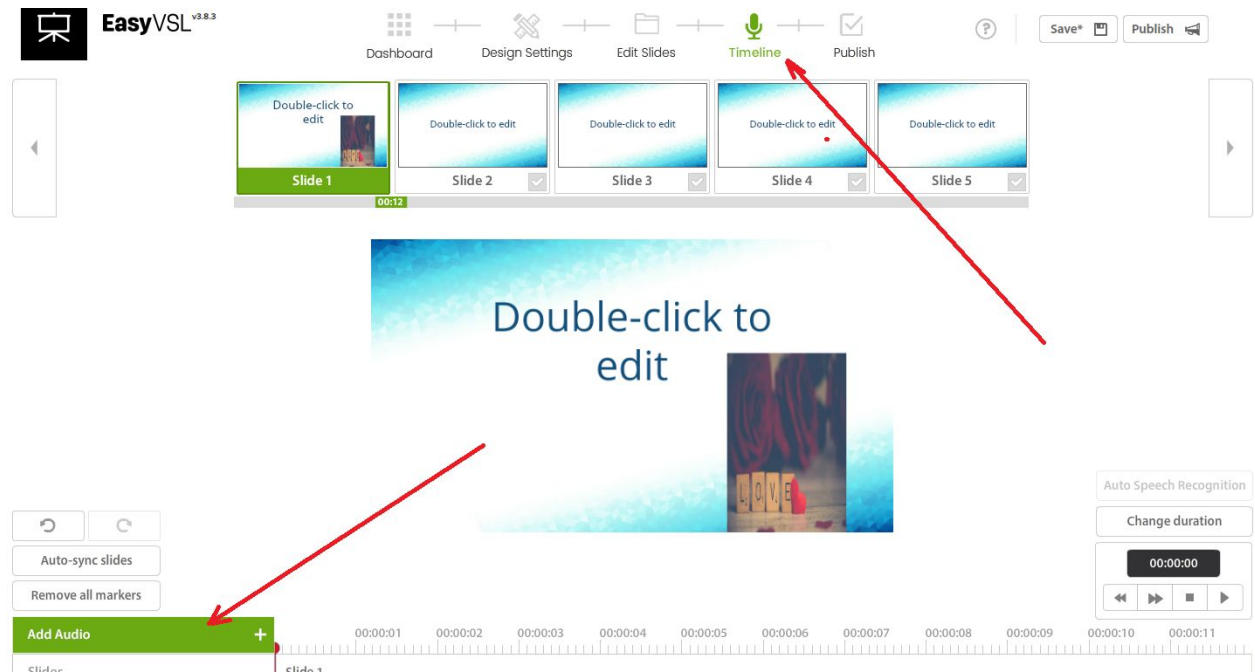 EasyVSL v3.8.3
Dashboard
Design Settings
Edit Slides
Timeline
Publish
?
Save*
Publish
Double-click to
edit
LOVE
Double-click to edit
Double-click to edit
Double-click to edit
Double-click to edit
Slide 1
Slide 2
Slide 3
Slide 4
Slide 5
00:12
Double-click to
edit
LOVE
Auto Speech Recognition
Change duration
Auto-sync slides
00:00:00
Remove all markers
Add Audio +
00:00:01 00:00:02 00:00:03 00:00:04 00:00:05 00:00:06 00:00:07 00:00:08 00:00:09 00:00:10 00:00:11
Slides
Slide 1